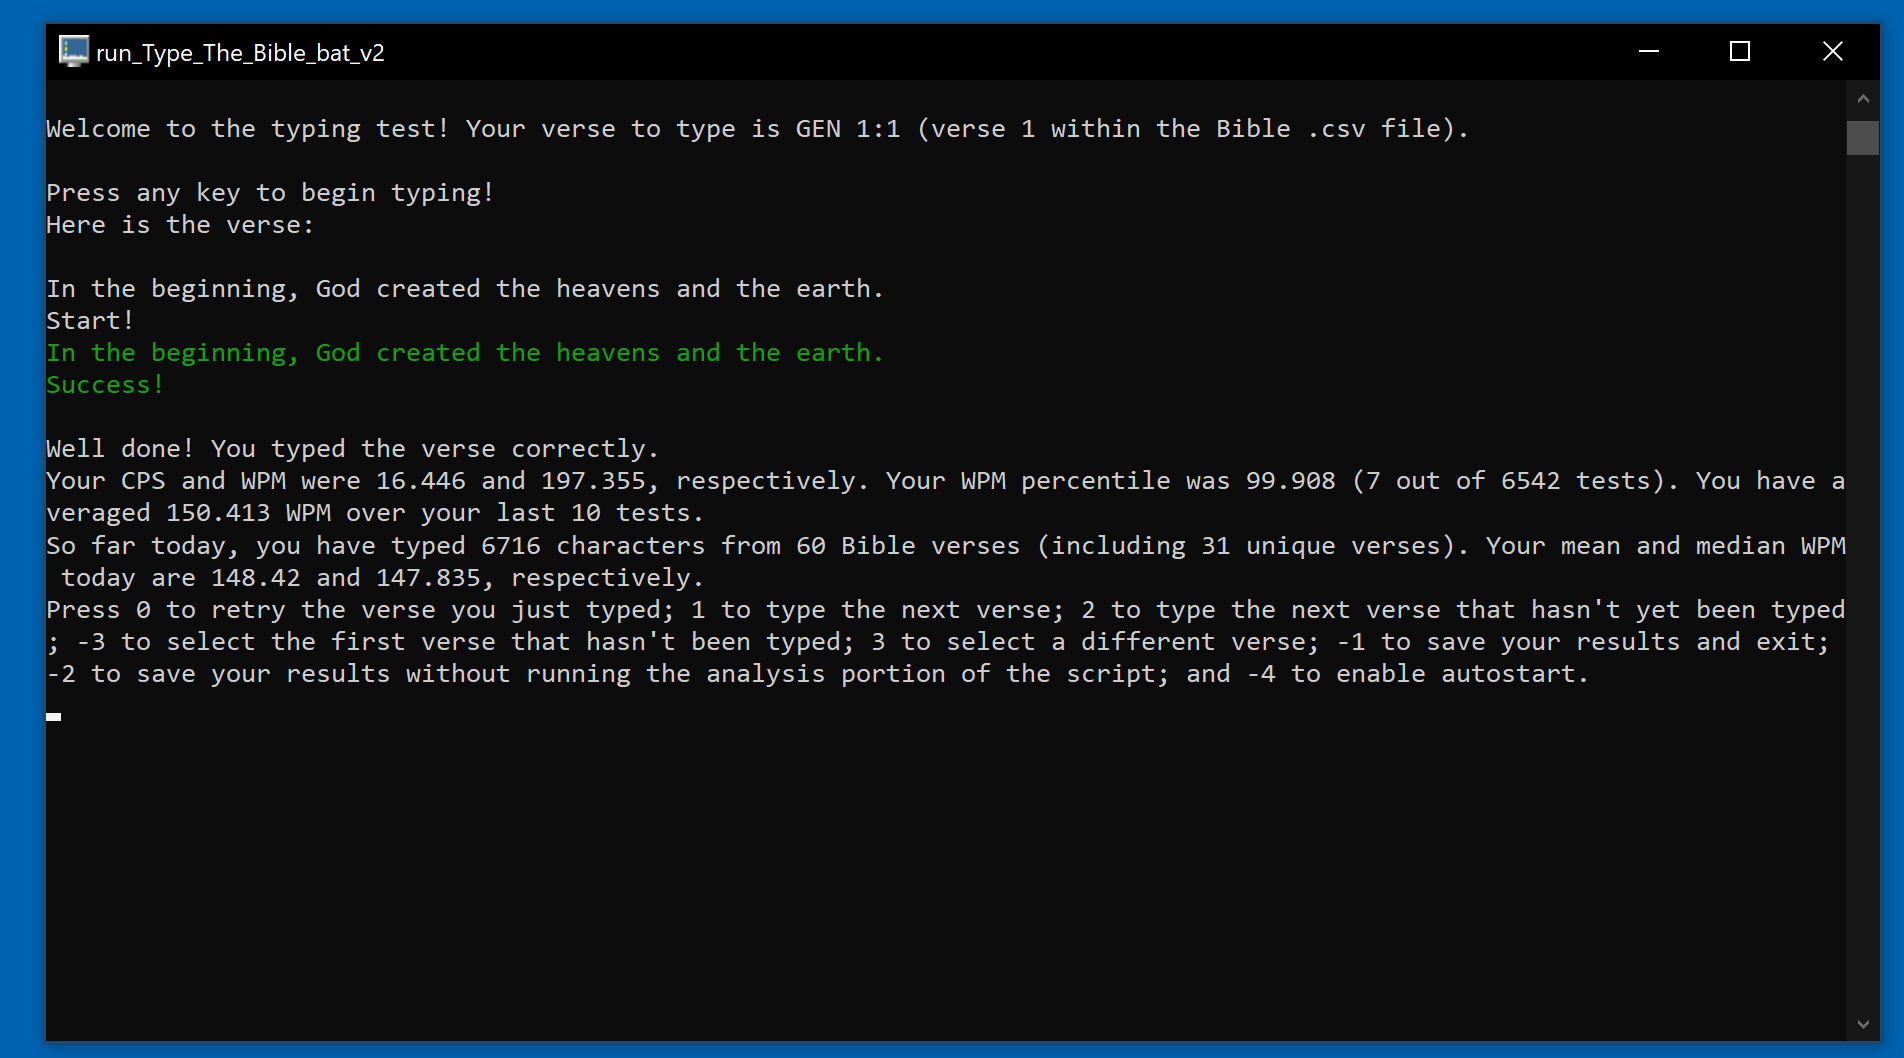 run_Type_The_Bible_bat_v2
Welcome to the typing test! Your verse to type is GEN 1:1 (verse 1 within the Bible .csv file).
Press any key to begin typing!
Here is the verse:
In the beginning, God created the heavens and the earth.
Start!
In the beginning, God created the heavens and the earth.
Success!
Well done! You typed the verse correctly.
Your CPS and WPM were 16.446 and 197.355, respectively. Your WPM percentile was 99.908 (7 out of 6542 tests). You have a
veraged 150.413 WPM over your last 10 tests.
So far today, you have typed 6716 characters from 60 Bible verses (including 31 unique verses). Your mean and median WPM
 today are 148.42 and 147.835, respectively.
Press 0 to retry the verse you just typed; 1 to type the next verse; 2 to type the next verse that hasn't yet been typed
; -3 to select the first verse that hasn't been typed; 3 to select a different verse; -1 to save your results and exit;
-2 to save your results without running the analysis portion of the script; and -4 to enable autostart.